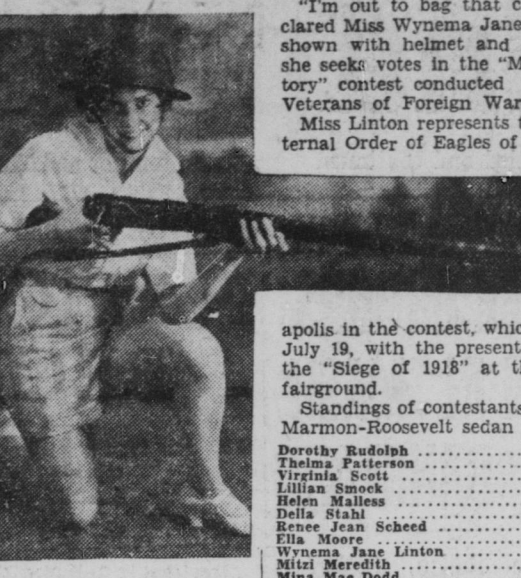 "I'm out to bag that
clared Miss Wynema Jane
shown with helmet and
she seeks votes in the "M
tory" contest conducted
Veterans of Foreign War
Miss Linton represents t
ternal Order of Eagles of
apolis in the contest, whic
July 19, with the present
the "Siege of 1918" at th
fairground.
Standings of contestants
Marmon-Roosevelt sedan
Dorothy Rudolph
Thelma Patterson
Virginia Scott
Lillian Smock
Helen Malless
Della Stahl
Renee Jean Scheed
Ella Moore
Wynema Jane Linton
Mitzi Meredith
Mina Mae Dodd